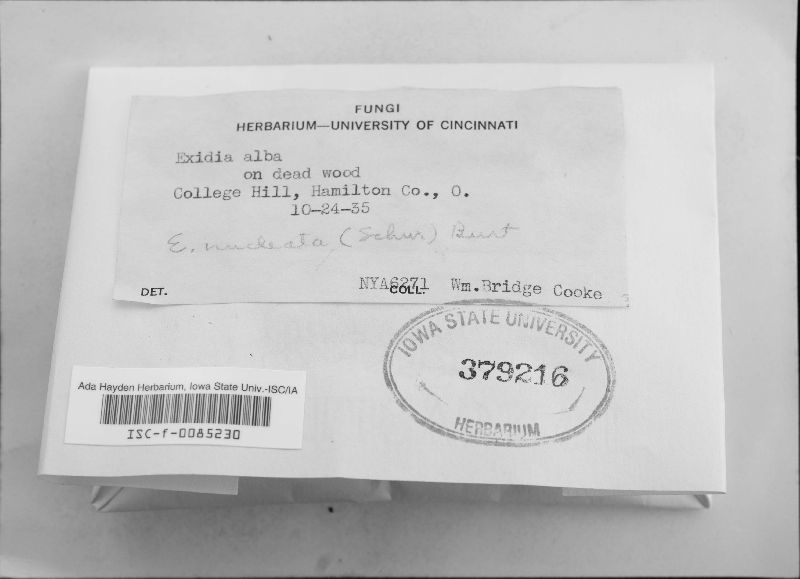 FUNGI
HERBARIUM—UNIVERSITY OF CINCINNATI
Exidia alba
on dead wood
College Hill, Hamilton Co., O.
10-24-35
E. nucleata (Schw) Burt
NYA6271 Wm.Bridge Cooke
DET. COLL.
IOWA STATE UNIVERSITY
379216
HERBARIUM
Ada Hayden Herbarium, Iowa State Univ.-ISC/IA
ISC-f-0085230